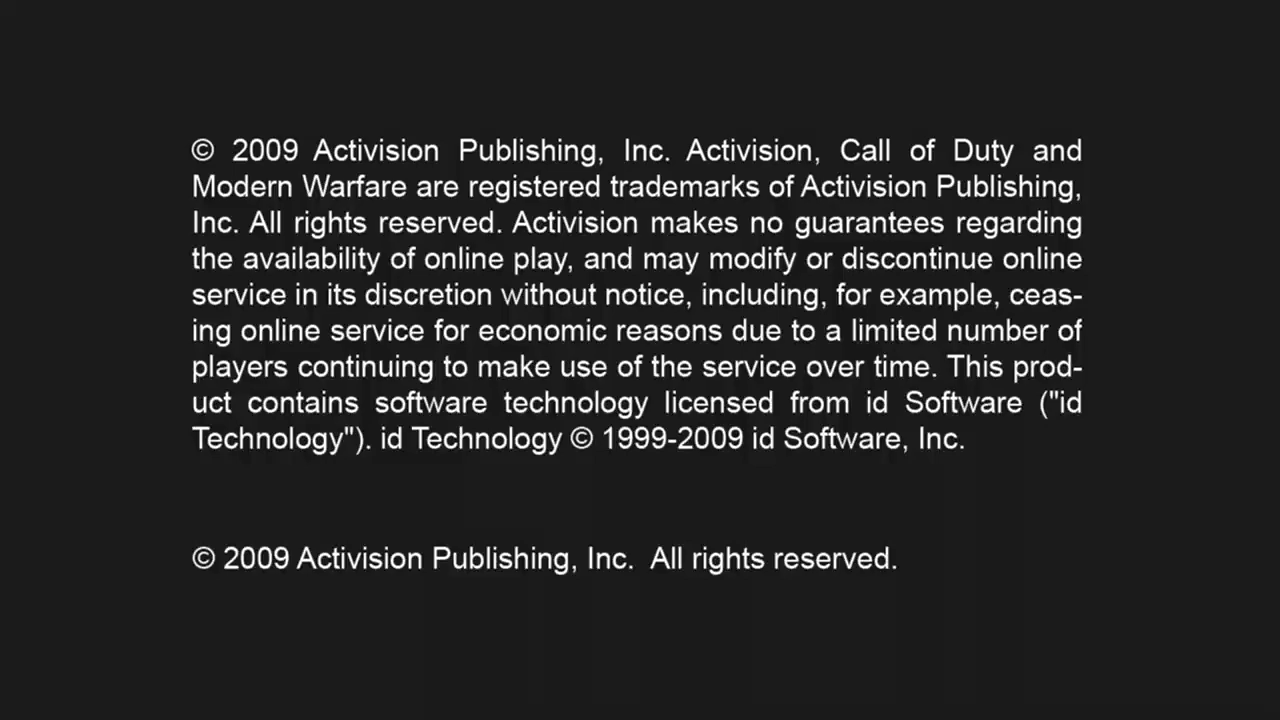 © 2009 Activision Publishing, Inc. Activision, Call of Duty and
Modern Warfare are registered trademarks of Activision Publishing,
Inc. All rights reserved. Activision makes no guarantees regarding
the availability of online play, and may modify or discontinue online
service in its discretion without notice, including, for example, ceas-
ing online service for economic reasons due to a limited number of
players continuing to make use of the service over time. This prod-
uct contains software technology licensed from id Software ("id
Technology"). id Technology © 1999-2009 id Software, Inc.
© 2009 Activision Publishing, Inc.  All rights reserved.